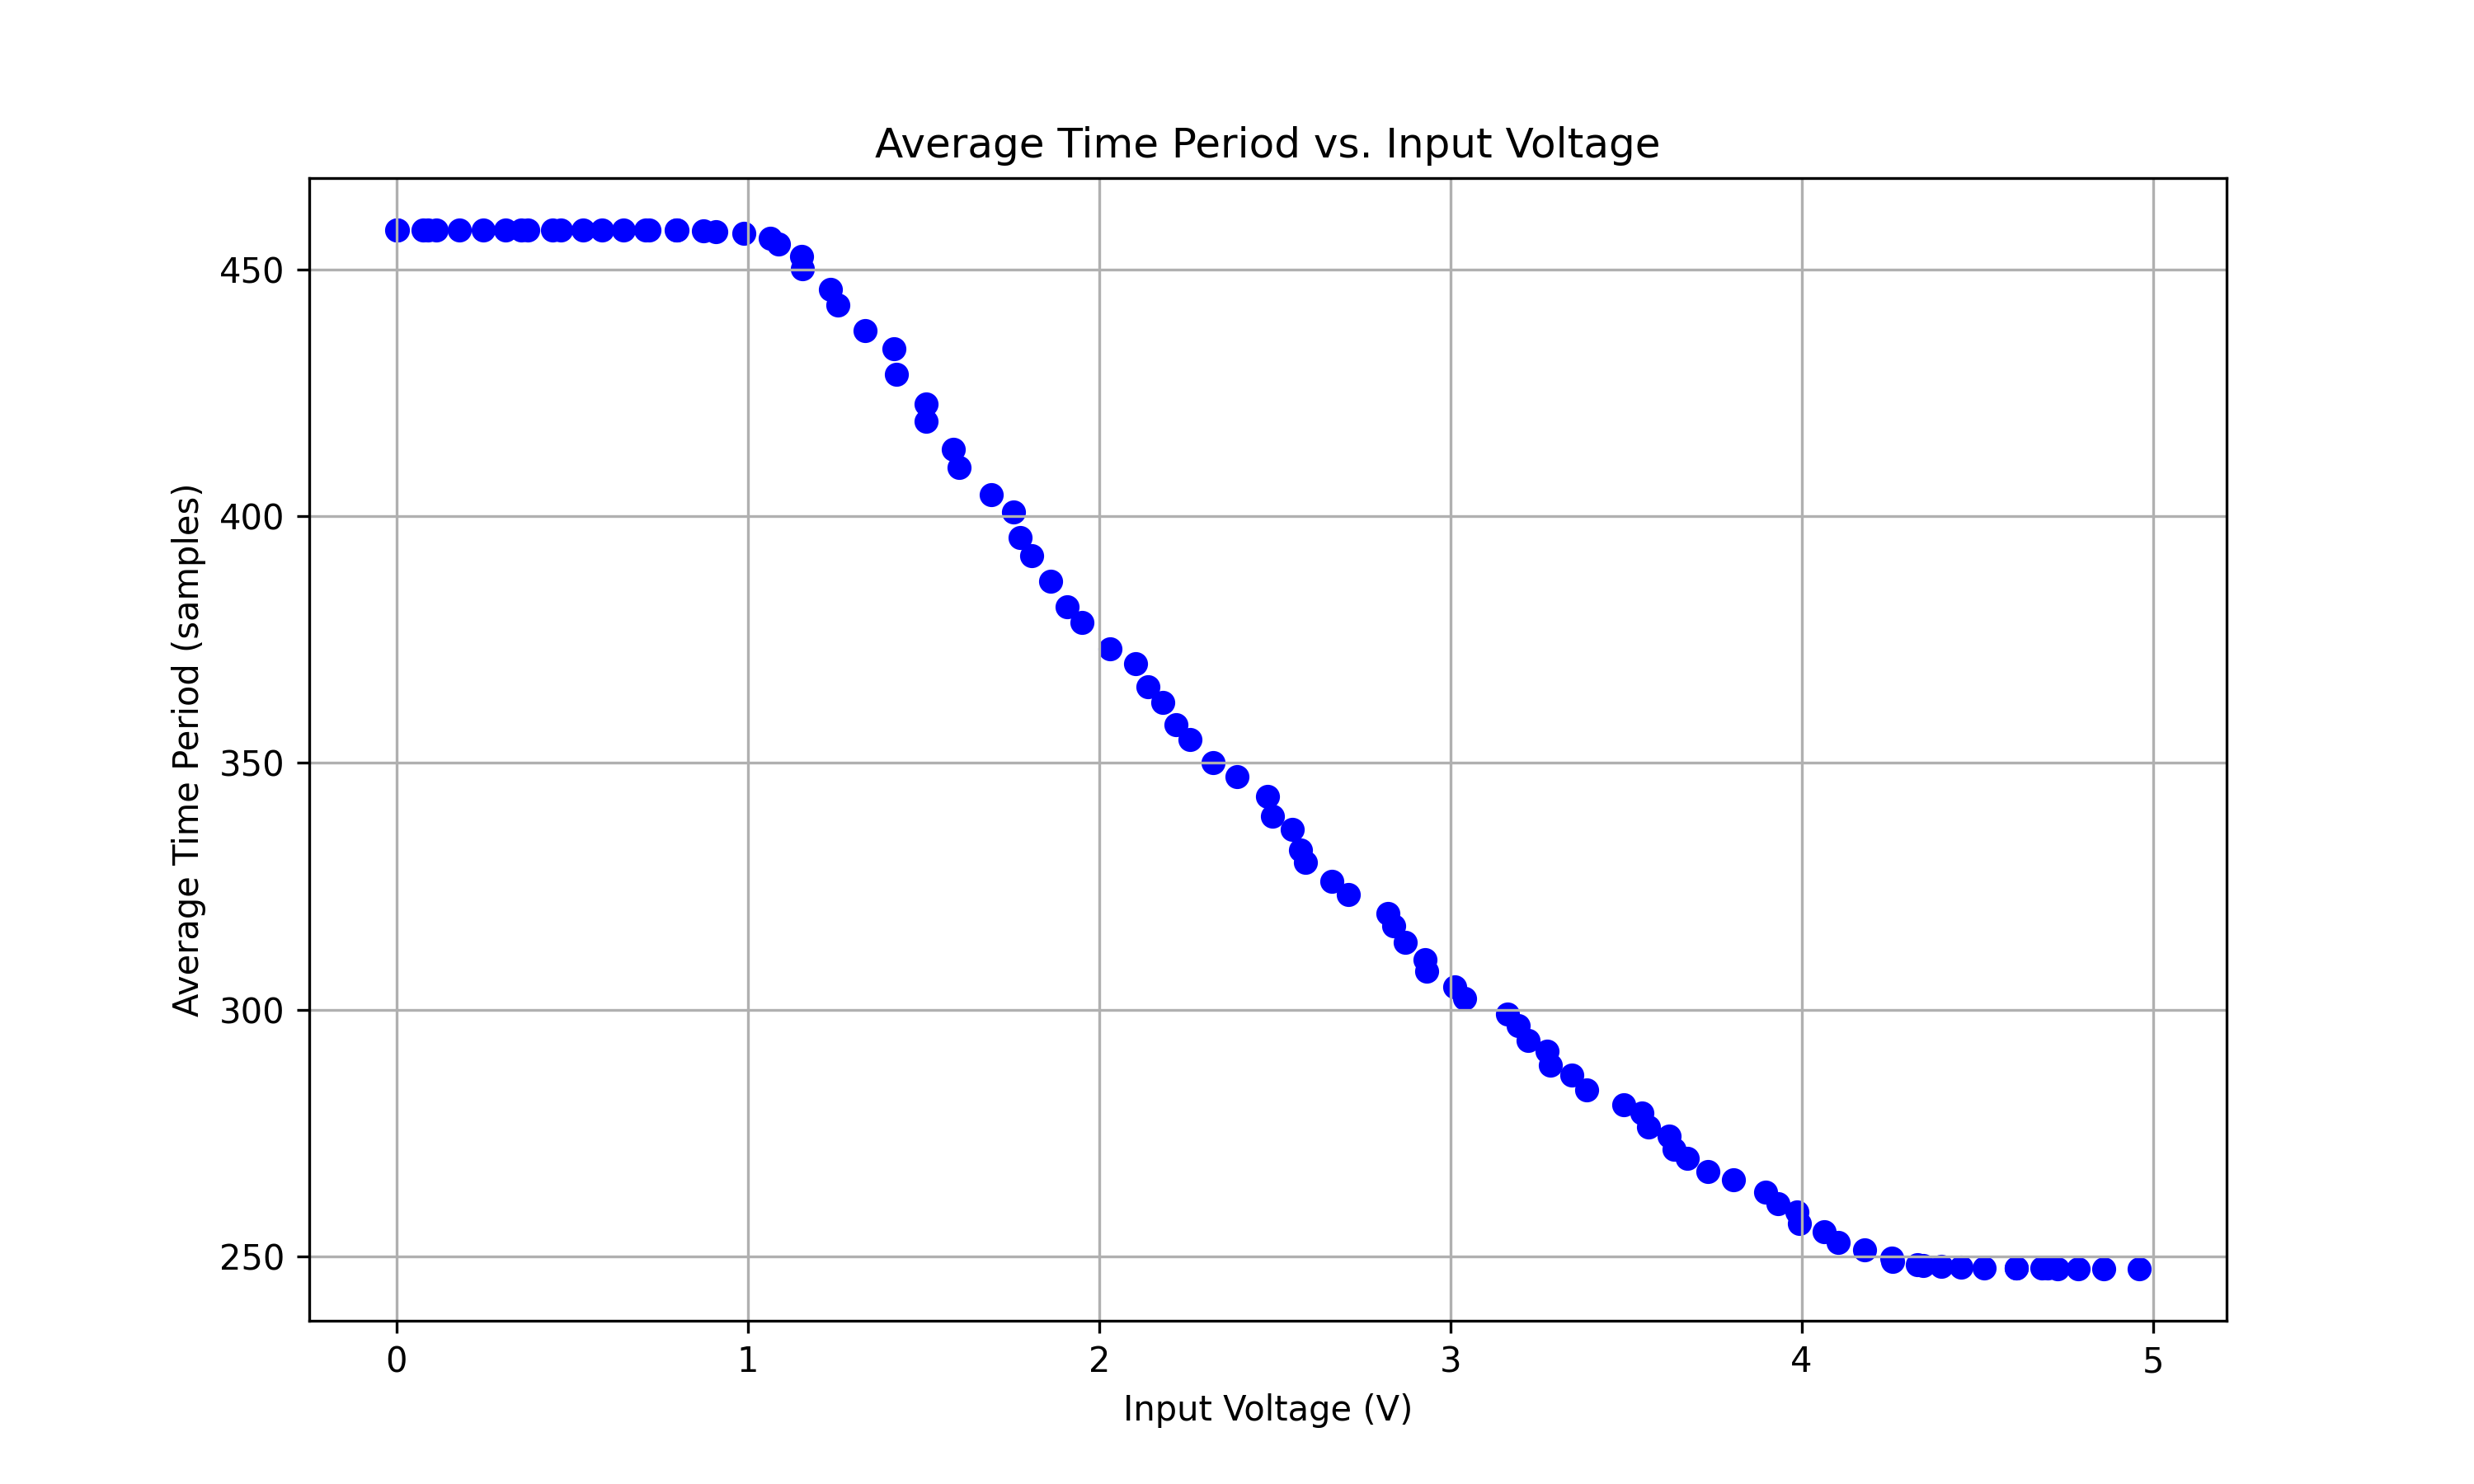 Average Time Period vs. Input Voltage
Average Time Period (samples)
450
400
350
300
250
0 1 2 3 4 5
Input Voltage (V)